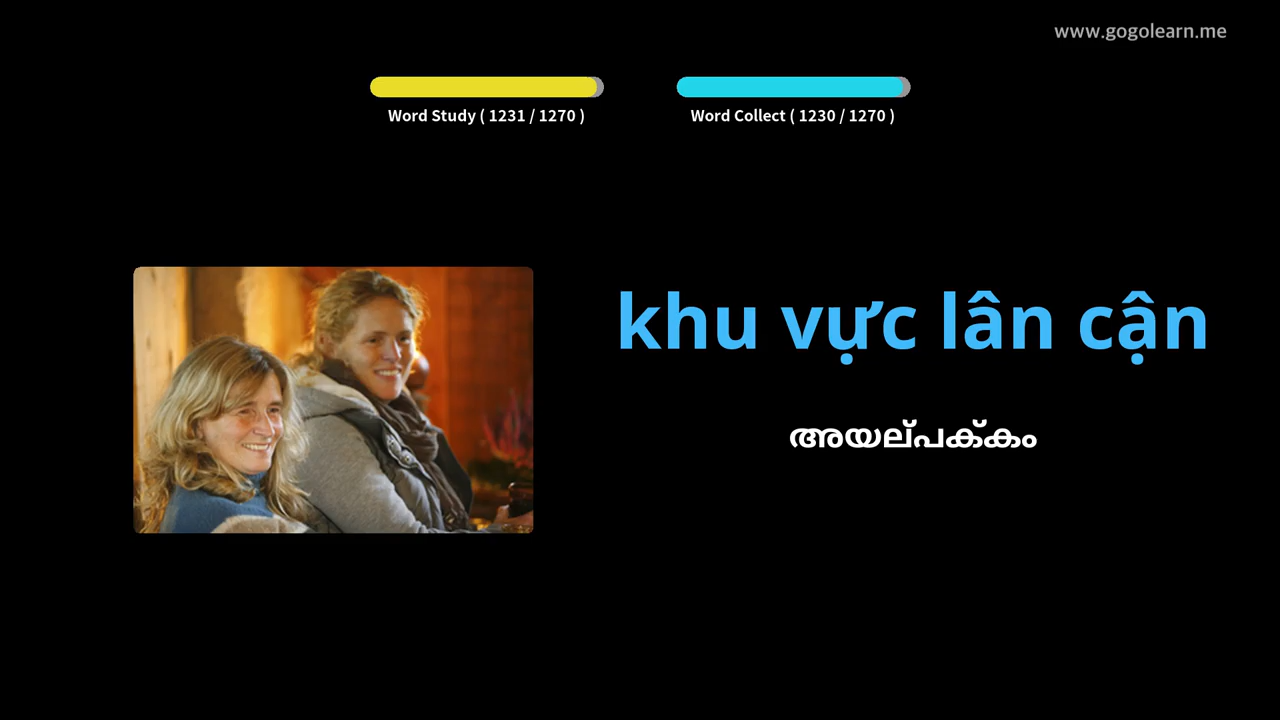 www.gogolearn.me
Word Study ( 1231 / 1270 )
Word Collect ( 1230 / 1270 )
khu vực lân cận
അയല്പക്കം